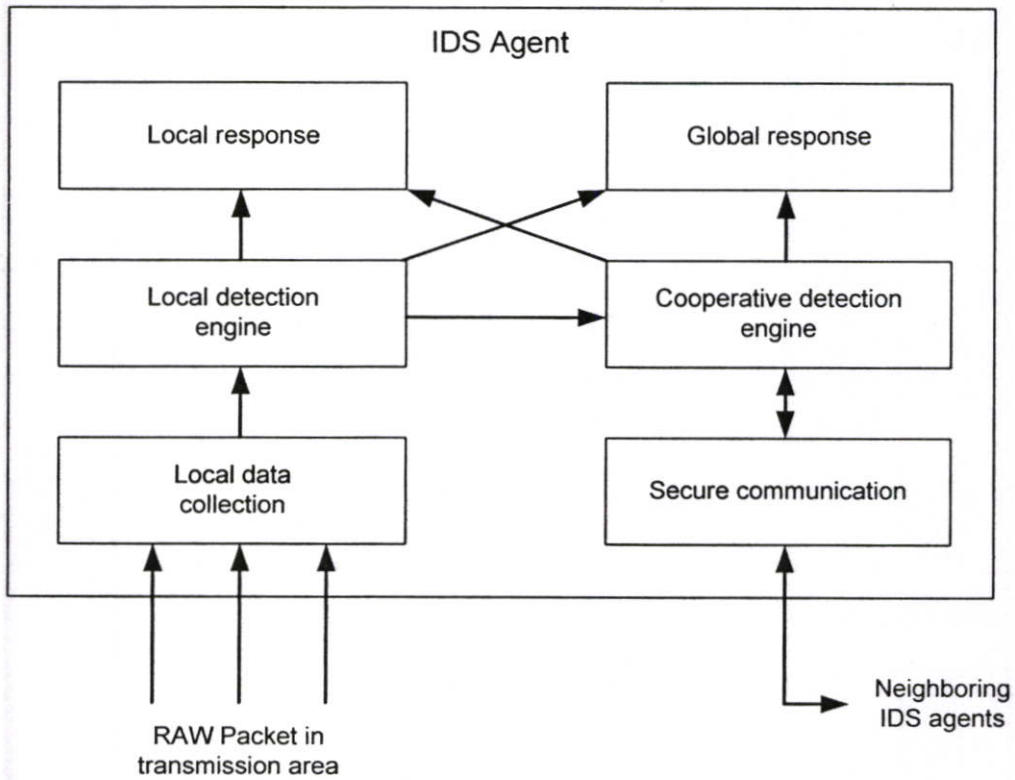 IDS Agent
Local response
Global response
Local detection
engine
Cooperative detection
engine
Local data
collection
Secure communication
RAW Packet in
transmission area
Neighboring
IDS agents